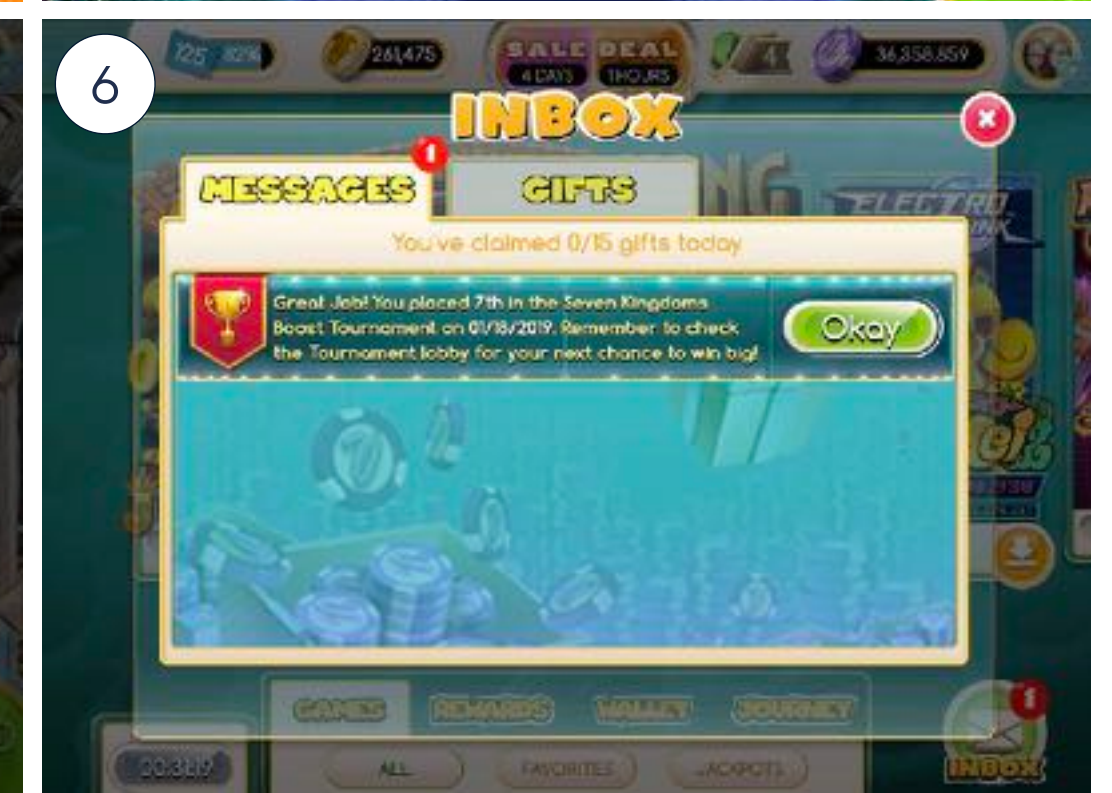 6
261,475
SALE DEAL
4 DAYS 1 HOURS
4
36,358,859
INBOX
1
MESSAGES
GIFTS
You've claimed 0/15 gifts today
Great Job! You placed 7th in the Seven Kingdoms
Boost Tournament on 01/18/2019. Remember to check
the Tournament lobby for your next chance to win big!
Okay
ELECTRO
GAMES REWARDS WALLET JOURNEY
1
ALL FAVORITES JACKPOTS
INBOX